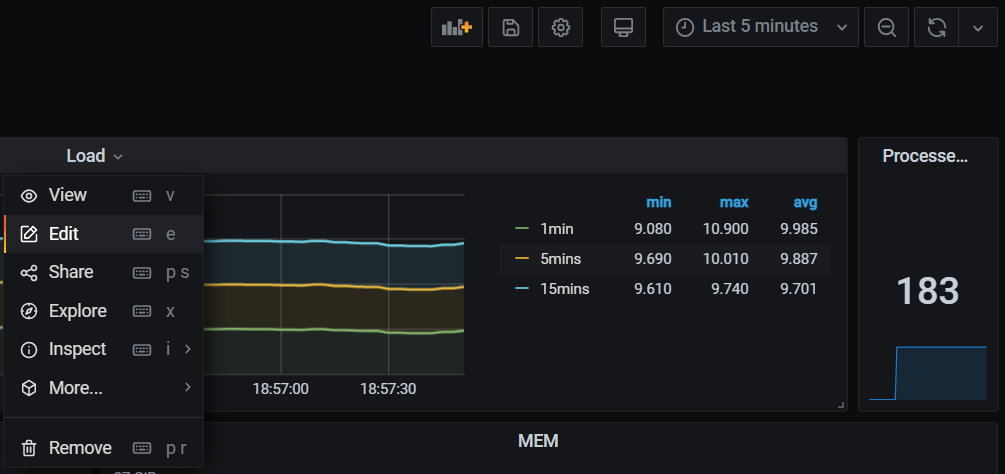 Last 5 minutes
Load
Processe...
View v
Edit e
Share p s
Explore x
Inspect i
More...
Remove p r
min max avg
1min 9.080 10.900 9.985
5mins 9.690 10.010 9.887
15mins 9.610 9.740 9.701
18:57:00 18:57:30
183
MEM